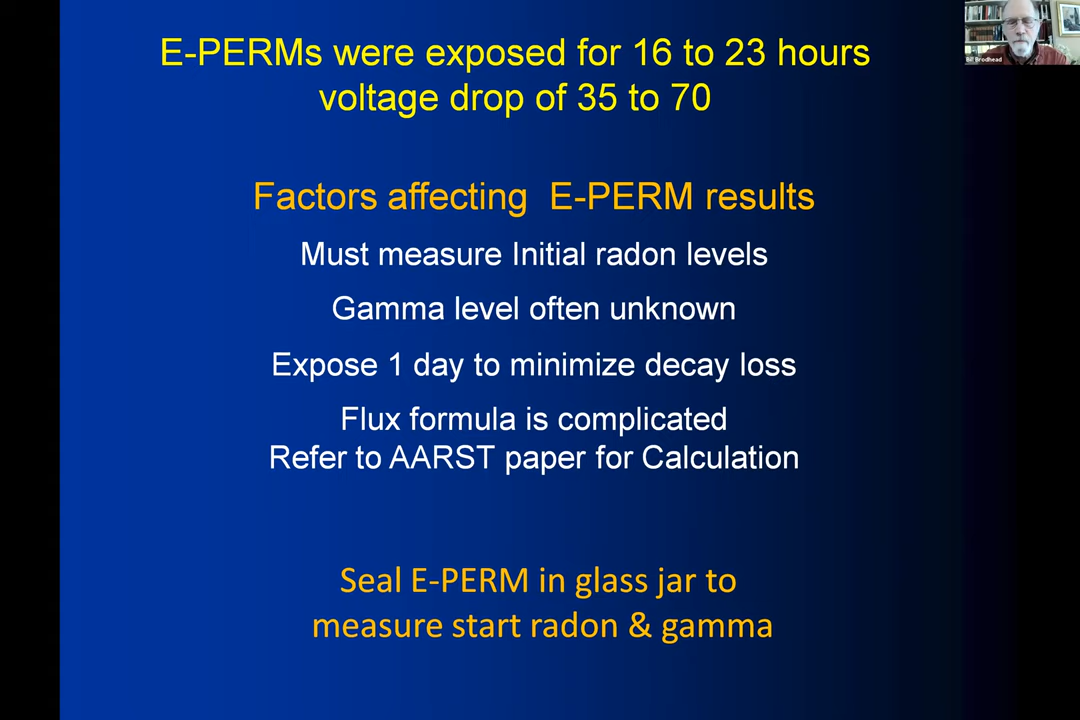 E-PERMs were exposed for 16 to 23 hours
voltage drop of 35 to 70
Factors affecting E-PERM results
Must measure Initial radon levels
Gamma level often unknown
Expose 1 day to minimize decay loss
Flux formula is complicated
Refer to AARST paper for Calculation
Seal E-PERM in glass jar to
measure start radon & gamma
Bill Brodhead